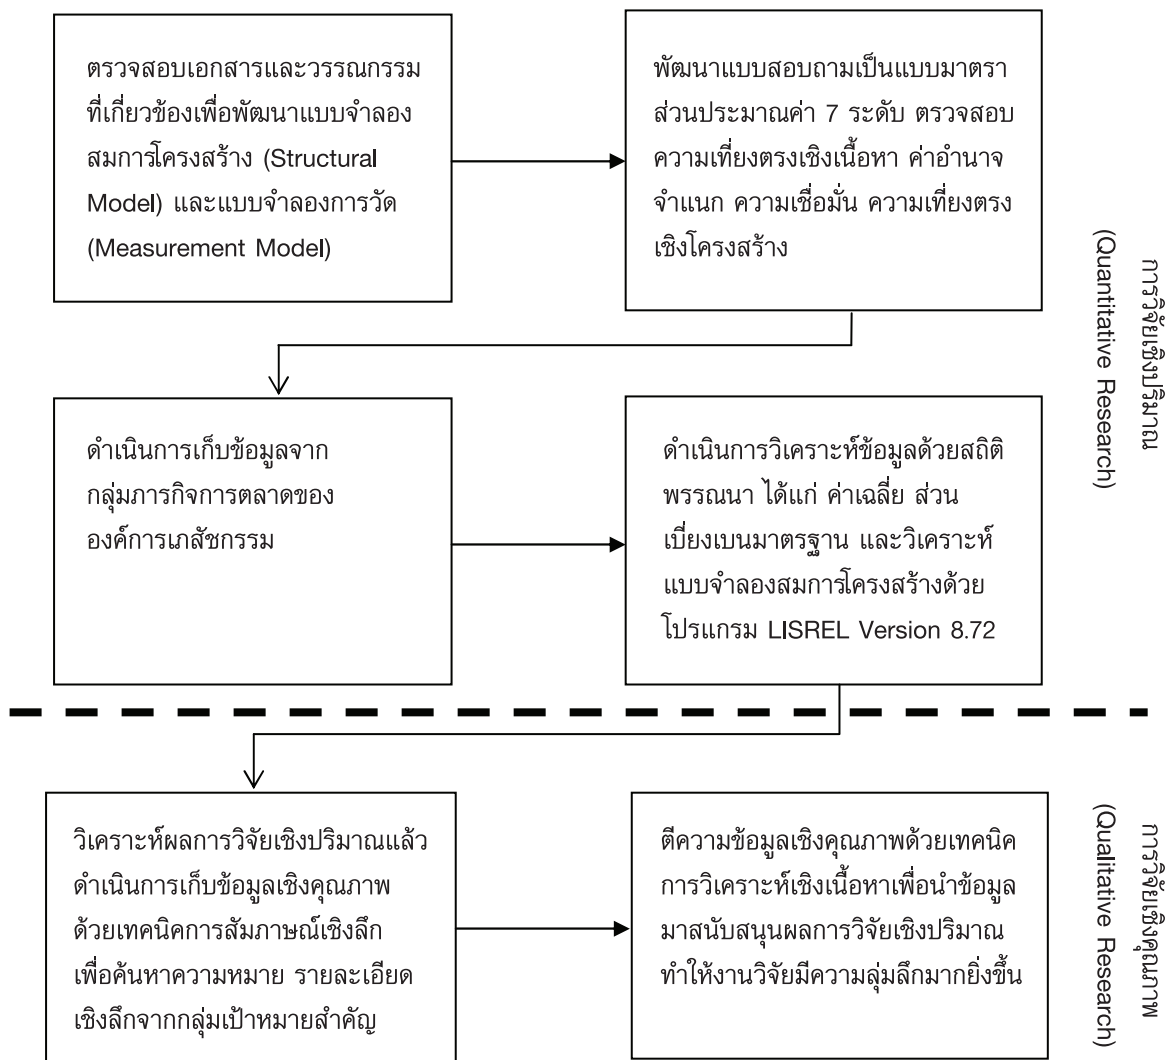 ตรวจสอบเอกสารและวรรณกรรม
ที่เกี่ยวข้องเพื่อพัฒนาแบบจำลอง
สมการโครงสร้าง (Structural
Model) และแบบจำลองการวัด
(Measurement Model)
พัฒนาแบบสอบถามเป็นแบบมาตรา
ส่วนประมาณค่า 7 ระดับ ตรวจสอบ
ความเที่ยงตรงเชิงเนื้อหา ค่าอำนาจ
จำแนก ความเชื่อมั่น ความเที่ยงตรง
เชิงโครงสร้าง
ดำเนินการเก็บข้อมูลจาก
กลุ่มภารกิจการตลาดของ
องค์การเภสัชกรรม
ดำเนินการวิเคราะห์ข้อมูลด้วยสถิติ
พรรณนา ได้แก่ ค่าเฉลี่ย ส่วน
เบี่ยงเบนมาตรฐาน และวิเคราะห์
แบบจำลองสมการโครงสร้างด้วย
โปรแกรม LISREL Version 8.72
การวิจัยเชิงปริมาณ
(Quantitative Research)
วิเคราะห์ผลการวิจัยเชิงปริมาณแล้ว
ดำเนินการเก็บข้อมูลเชิงคุณภาพ
ด้วยเทคนิคการสัมภาษณ์เชิงลึก
เพื่อค้นหาความหมาย รายละเอียด
เชิงลึกจากกลุ่มเป้าหมายสำคัญ
ตีความข้อมูลเชิงคุณภาพด้วยเทคนิค
การวิเคราะห์เชิงเนื้อหาเพื่อนำข้อมูล
มาสนับสนุนผลการวิจัยเชิงปริมาณ
ทำให้งานวิจัยมีความลุ่มลึกมากยิ่งขึ้น
การวิจัยเชิงคุณภาพ
(Qualitative Research)